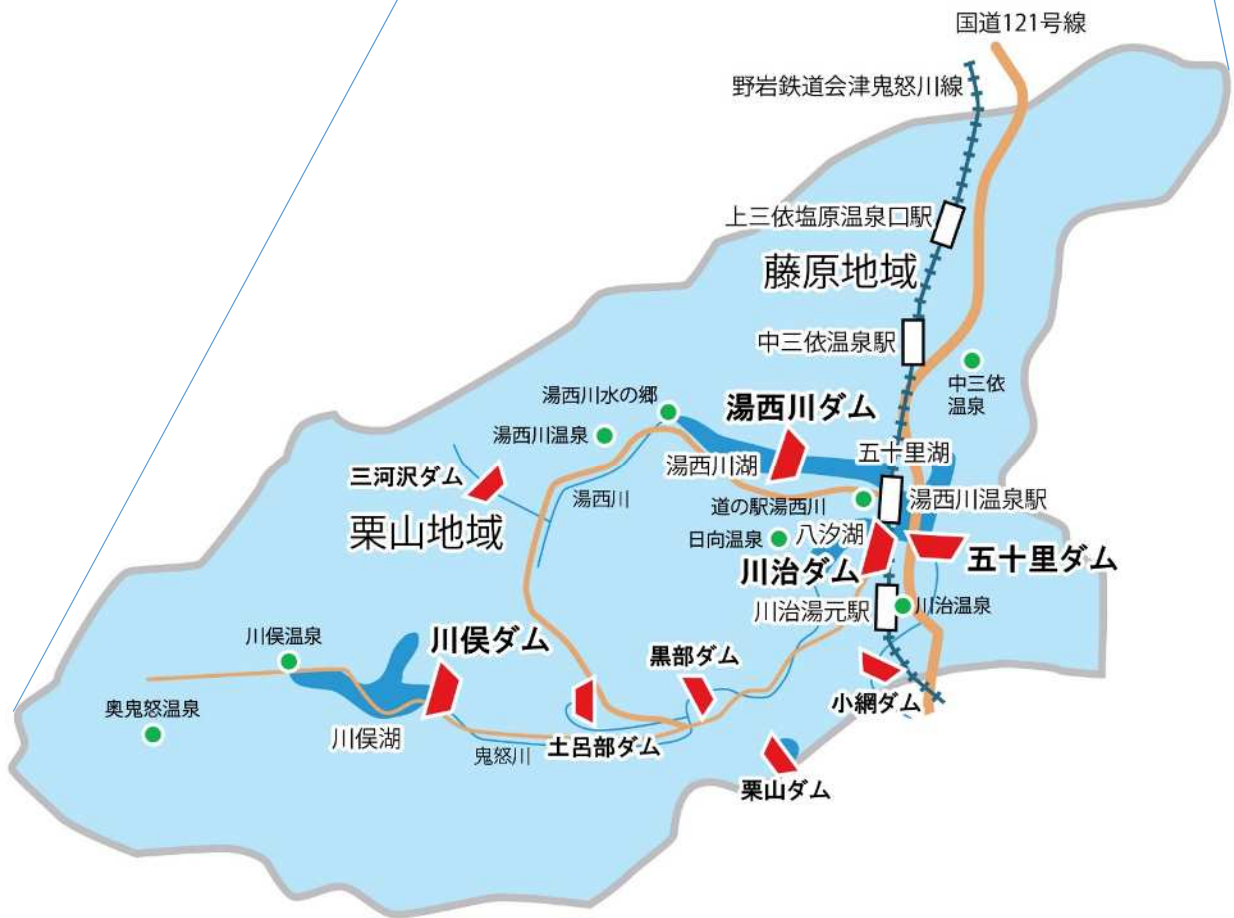 国道121号線
野岩鉄道会津鬼怒川線
上三依塩原温泉口駅
藤原地域
中三依温泉駅
中三依
温泉
湯西川水の郷
湯西川ダム
湯西川温泉
五十里湖
湯西川湖
三河沢ダム
湯西川
道の駅湯西川
湯西川温泉駅
栗山地域
日向温泉
八汐湖
五十里ダム
川治ダム
川治湯元駅
川治温泉
川俣温泉
川俣ダム
黒部ダム
小網ダム
奥鬼怒温泉
川俣湖
鬼怒川
土呂部ダム
栗山ダム